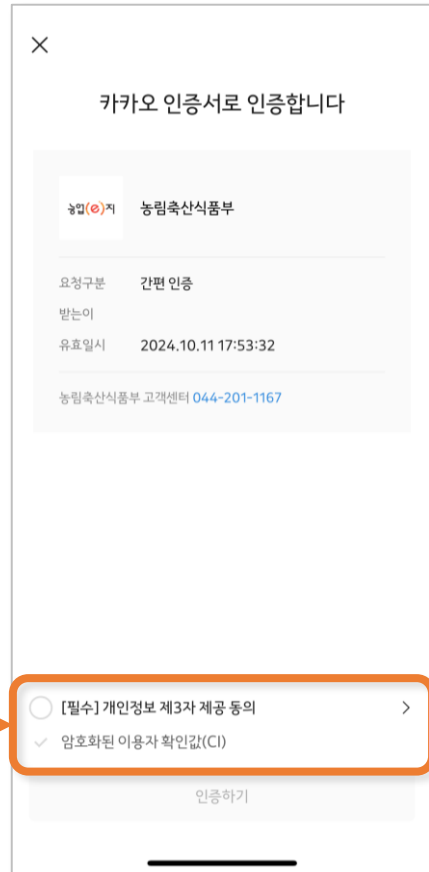 카카오 인증서로 인증합니다
농업(e)지 농림축산식품부
요청구분 간편 인증
받는이
유효일시 2024.10.11 17:53:32
농림축산식품부 고객센터 044-201-1167
[필수] 개인정보 제3자 제공 동의
암호화된 이용자 확인값(CI)
인증하기